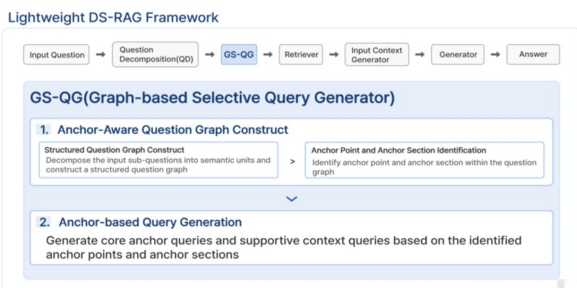 Lightweight DS-RAG Framework
Input Question → Question Decomposition(QD) → GS-QG → Retriever → Input Context Generator → Generator → Answer
GS-QG(Graph-based Selective Query Generator)
1. Anchor-Aware Question Graph Construct
Structured Question Graph Construct
Decompose the input sub-questions into semantic units and
construct a structured question graph
>
Anchor Point and Anchor Section Identification
Identify anchor point and anchor section within the question
graph
2. Anchor-based Query Generation
Generate core anchor queries and supportive context queries based on the identified
anchor points and anchor sections